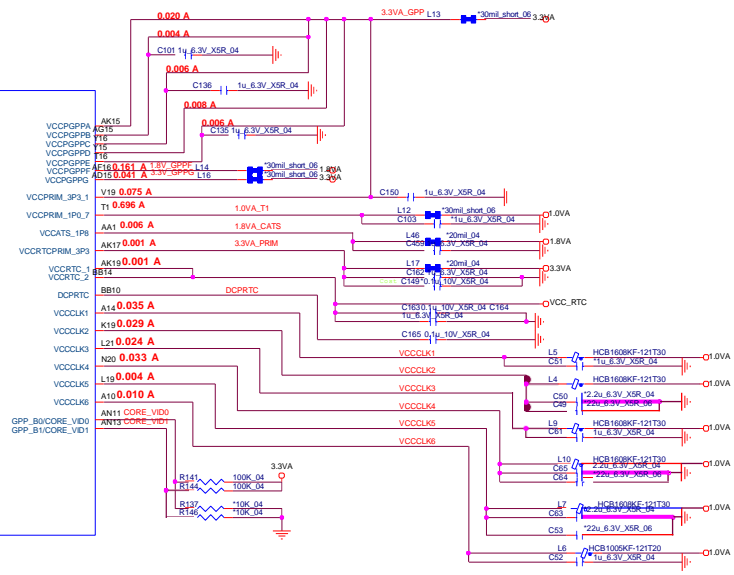 0.020 A
3.3VA_GPP L13 *30mil_short_06 3.3VA
0.004 A
C101 1u_6.3V_X5R_04
0.006 A
C136 1u_6.3V_X5R_04
0.008 A
0.006 A
C135 1u_6.3V_X5R_04
VCCPGPPA AK15
VCCPGPPB AG15
VCCPGPPC Y16
VCCPGPPD Y15
VCCPGPPE T16
VCCPGPPF AF16 0.161 A 1.8V_GPPF L14 *30mil_short_06
VCCPGPPG AD15 0.041 A 3.3V_GPPG L16 *30mil_short_06 3.3VA
VCCPRIM_3P3_1 V19 0.075 A C150 1u_6.3V_X5R_04
VCCPRIM_1P0_7 T1 0.696 A 1.0VA_T1 L12 *30mil_short_06 1.0VA
C103 *1u_6.3V_X5R_04
VCCATS_1P8 AA1 0.006 A 1.8VA_CATS L46 *20mil_04 1.8VA
C459 6.3V_X5R_04
VCCRTCPRIM_3P3 AK17 0.001 A 3.3VA_PRIM L17 *20mil_04 3.3VA
C162 6.3V_X5R_04
VCCRTC_1 AK19 0.001 A
VCCRTC_2 BB14
C149 *0.1u_10V_X5R_04
DCPRTC BB10 DCPRTC
VCC_RTC
C163 0.1u_10V_X5R_04 C164
1u_6.3V_X5R_04
C165 0.1u_10V_X5R_04
VCCCLK1 A14 0.035 A
VCCCLK2 K19 0.029 A
VCCCLK3 L21 0.024 A
VCCCLK4 N20 0.033 A
VCCCLK5 L19 0.004 A
VCCCLK6 A10 0.010 A
GPP_B0/CORE_VID0 AN11 CORE_VID0
GPP_B1/CORE_VID1 AN13 CORE_VID1
VCCCLK1 L5 HCB1608KF-121T30 1.0VA
C51 *1u_6.3V_X5R_04
VCCCLK2 L4 HCB1608KF-121T30 1.0VA
C50 *2.2u_6.3V_X5R_04
C49 *22u_6.3V_X5R_06
VCCCLK3 L9 HCB1608KF-121T30 1.0VA
C61 1u_6.3V_X5R_04
VCCCLK4 L10 HCB1608KF-121T30 1.0VA
C65 2.2u_6.3V_X5R_04
C64 *22u_6.3V_X5R_06
VCCCLK5 L7 HCB1608KF-121T30 1.0VA
C63 *2.2u_6.3V_X5R_04
C53 *22u_6.3V_X5R_06
VCCCLK6 L6 HCB1005KF-121T20 1.0VA
C52 1u_6.3V_X5R_04
3.3VA
R141 100K_04
R144 100K_04
R137 *10K_04
R146 *10K_04